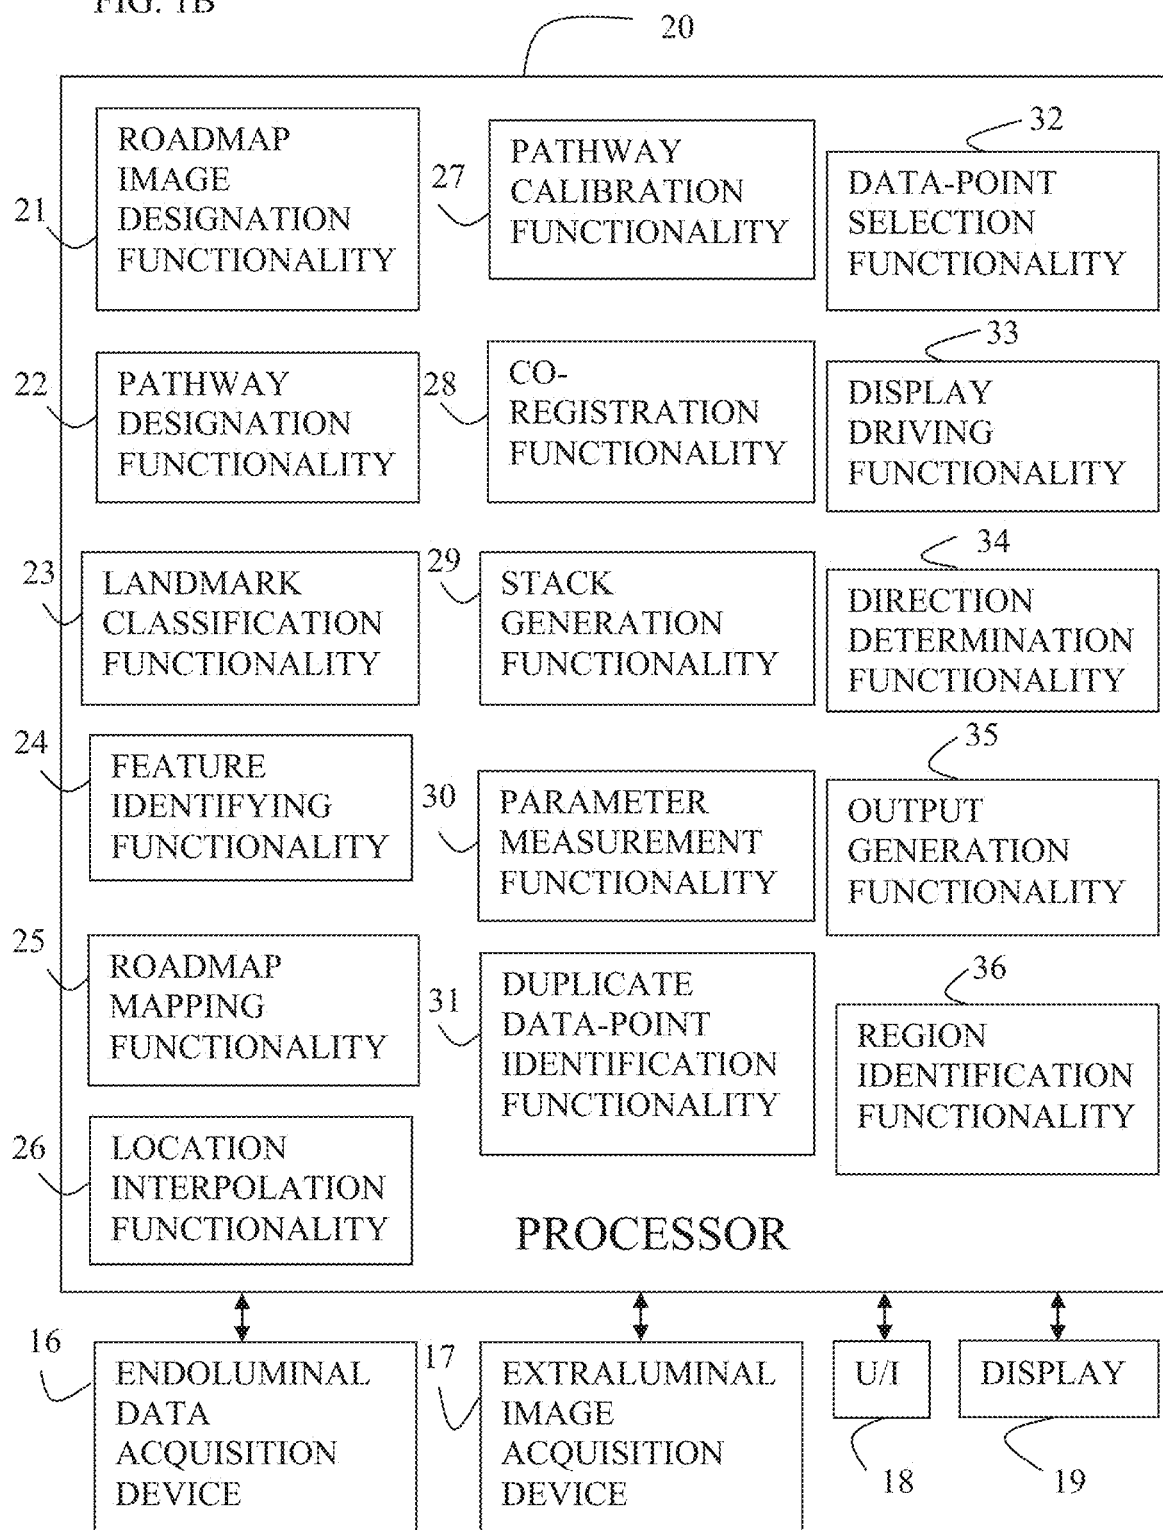 FIG. 1B
20
21
ROADMAP
IMAGE
DESIGNATION
FUNCTIONALITY
22
PATHWAY
DESIGNATION
FUNCTIONALITY
23
LANDMARK
CLASSIFICATION
FUNCTIONALITY
24
FEATURE
IDENTIFYING
FUNCTIONALITY
25
ROADMAP
MAPPING
FUNCTIONALITY
26
LOCATION
INTERPOLATION
FUNCTIONALITY
27
PATHWAY
CALIBRATION
FUNCTIONALITY
28
CO-
REGISTRATION
FUNCTIONALITY
29
STACK
GENERATION
FUNCTIONALITY
30
PARAMETER
MEASUREMENT
FUNCTIONALITY
31
DUPLICATE
DATA-POINT
IDENTIFICATION
FUNCTIONALITY
32
DATA-POINT
SELECTION
FUNCTIONALITY
33
DISPLAY
DRIVING
FUNCTIONALITY
34
DIRECTION
DETERMINATION
FUNCTIONALITY
35
OUTPUT
GENERATION
FUNCTIONALITY
36
REGION
IDENTIFICATION
FUNCTIONALITY
PROCESSOR
16
ENDOLUMINAL
DATA
ACQUISITION
DEVICE
17
EXTRALUMINAL
IMAGE
ACQUISITION
DEVICE
U/I
18
DISPLAY
19